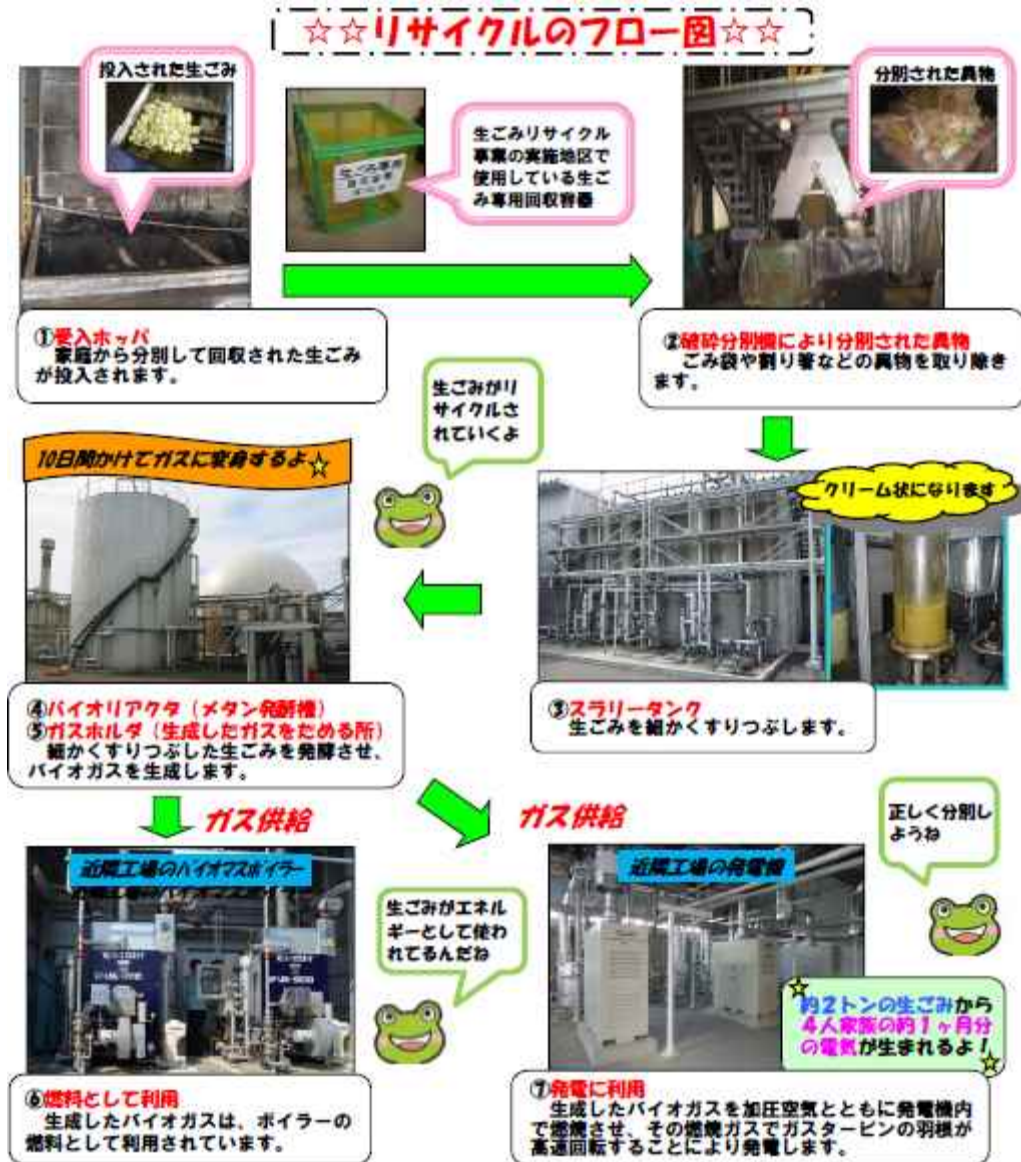 ☆☆リサイクルのフロー図☆☆
投入された生ごみ
生ごみリサイクル
事業の実施地区で
使用している生ご
み専用回収容器
分別された異物
①受入ホッパ
家庭から分別して回収された生ごみ
が投入されます。
②破砕分別機により分別された異物
ごみ袋や割り箸などの異物を取り除き
ます。
生ごみがリ
サイクルさ
れていくよ
10日間かけてガスに変身するよ☆
クリーム状になります
③スラリータンク
生ごみを細かくすりつぶします。
④バイオリアクタ(メタン発酵槽)
⑤ガスホルダ(生成したガスをためる所)
細かくすりつぶした生ごみを発酵させ、
バイオガスを生成します。
ガス供給
ガス供給
正しく分別し
ようね
近隣工場のバイオマスボイラー
生ごみがエネル
ギーとして使わ
れてるんだね
近隣工場の発電機
約2トンの生ごみから
4人家族の約1ヶ月分
の電気が生まれるよ!
⑥燃料として利用
生成したバイオガスは、ボイラーの
燃料として利用されています。
⑦発電に利用
生成したバイオガスを加圧空気とともに発電機内
で燃焼させ、その燃焼ガスでガスタービンの羽根が
高速回転することにより発電します。